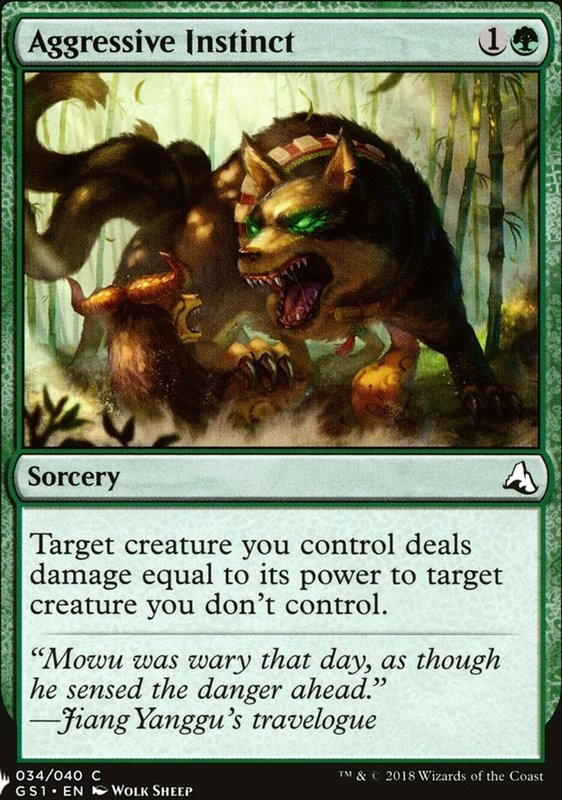 Aggressive Instinct 1
Sorcery
Target creature you control deals
damage equal to its power to target
creature you don't control.
“Mowu was wary that day, as though
he sensed the danger ahead.”
—Jiang Yanggu's travelogue
034/040 C
GS1 • EN Wolk Sheep
™ & © 2018 Wizards of the Coast